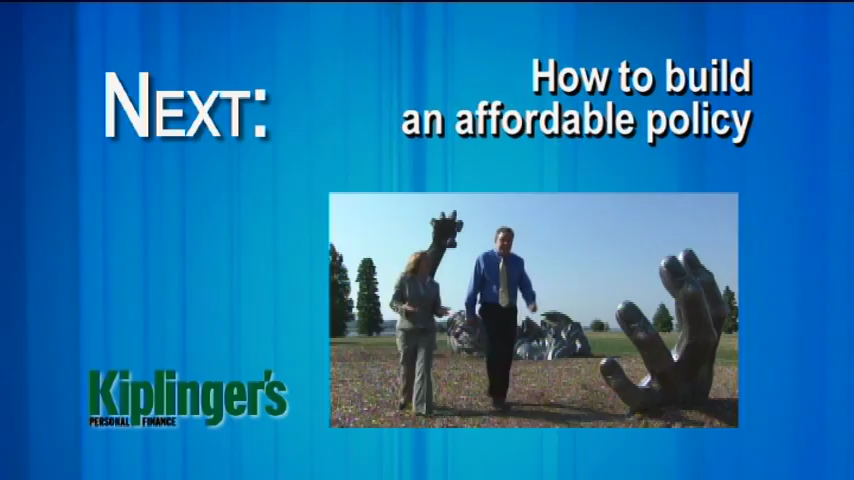 NEXT:
How to build
an affordable policy
Kiplinger's
PERSONAL FINANCE